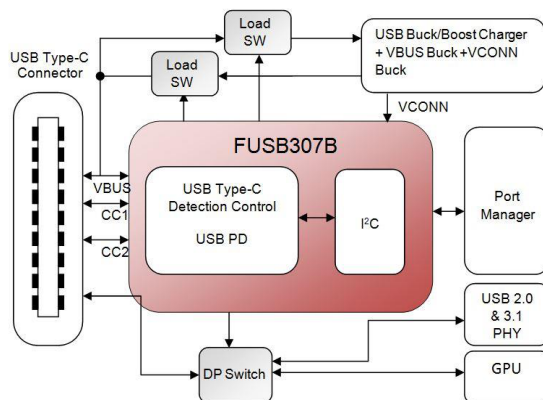 Load
SW
USB Type-C
Connector
Load
SW
USB Buck/Boost Charger
+ VBUS Buck +VCONN
Buck
VCONN
FUSB307B
VBUS
CC1
CC2
USB Type-C
Detection Control
USB PD
I²C
Port
Manager
USB 2.0
& 3.1
PHY
DP Switch
GPU